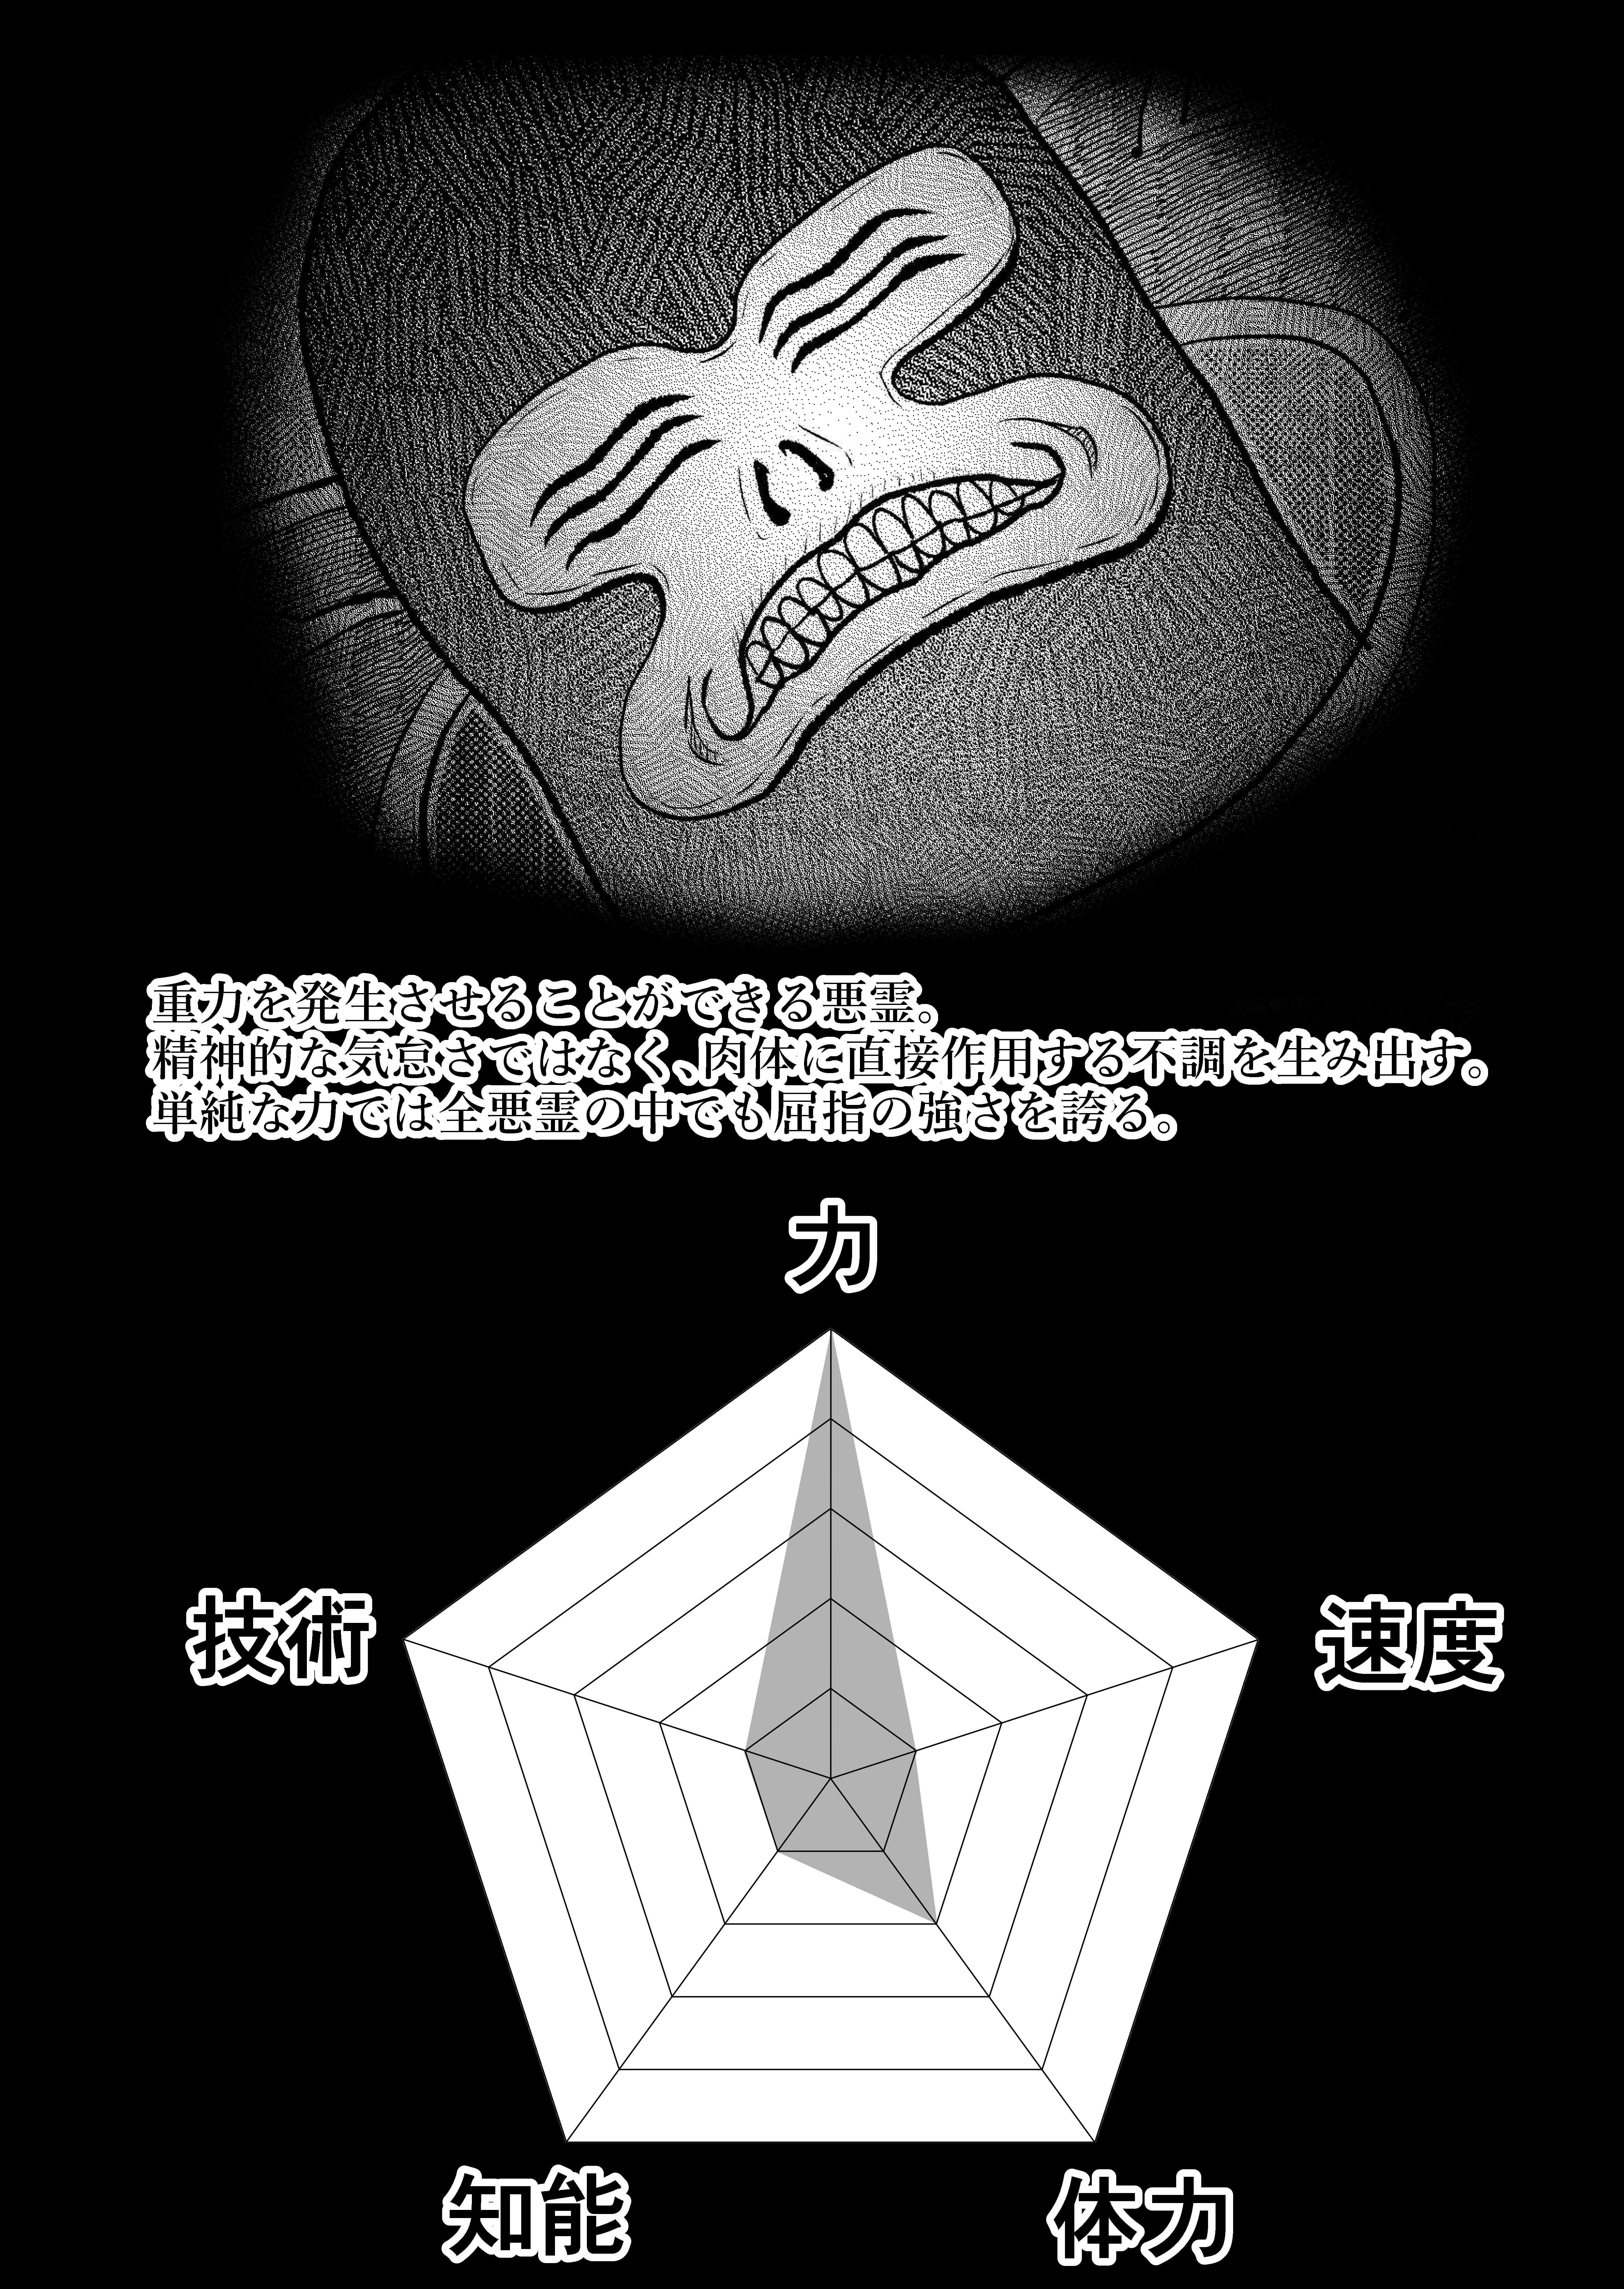 重力を発生させることができる悪霊。
精神的な気怠さではなく、肉体に直接作用する不調を生み出す。
単純な力では全悪霊の中でも屈指の強さを誇る。
力
技術
速度
知能
体力